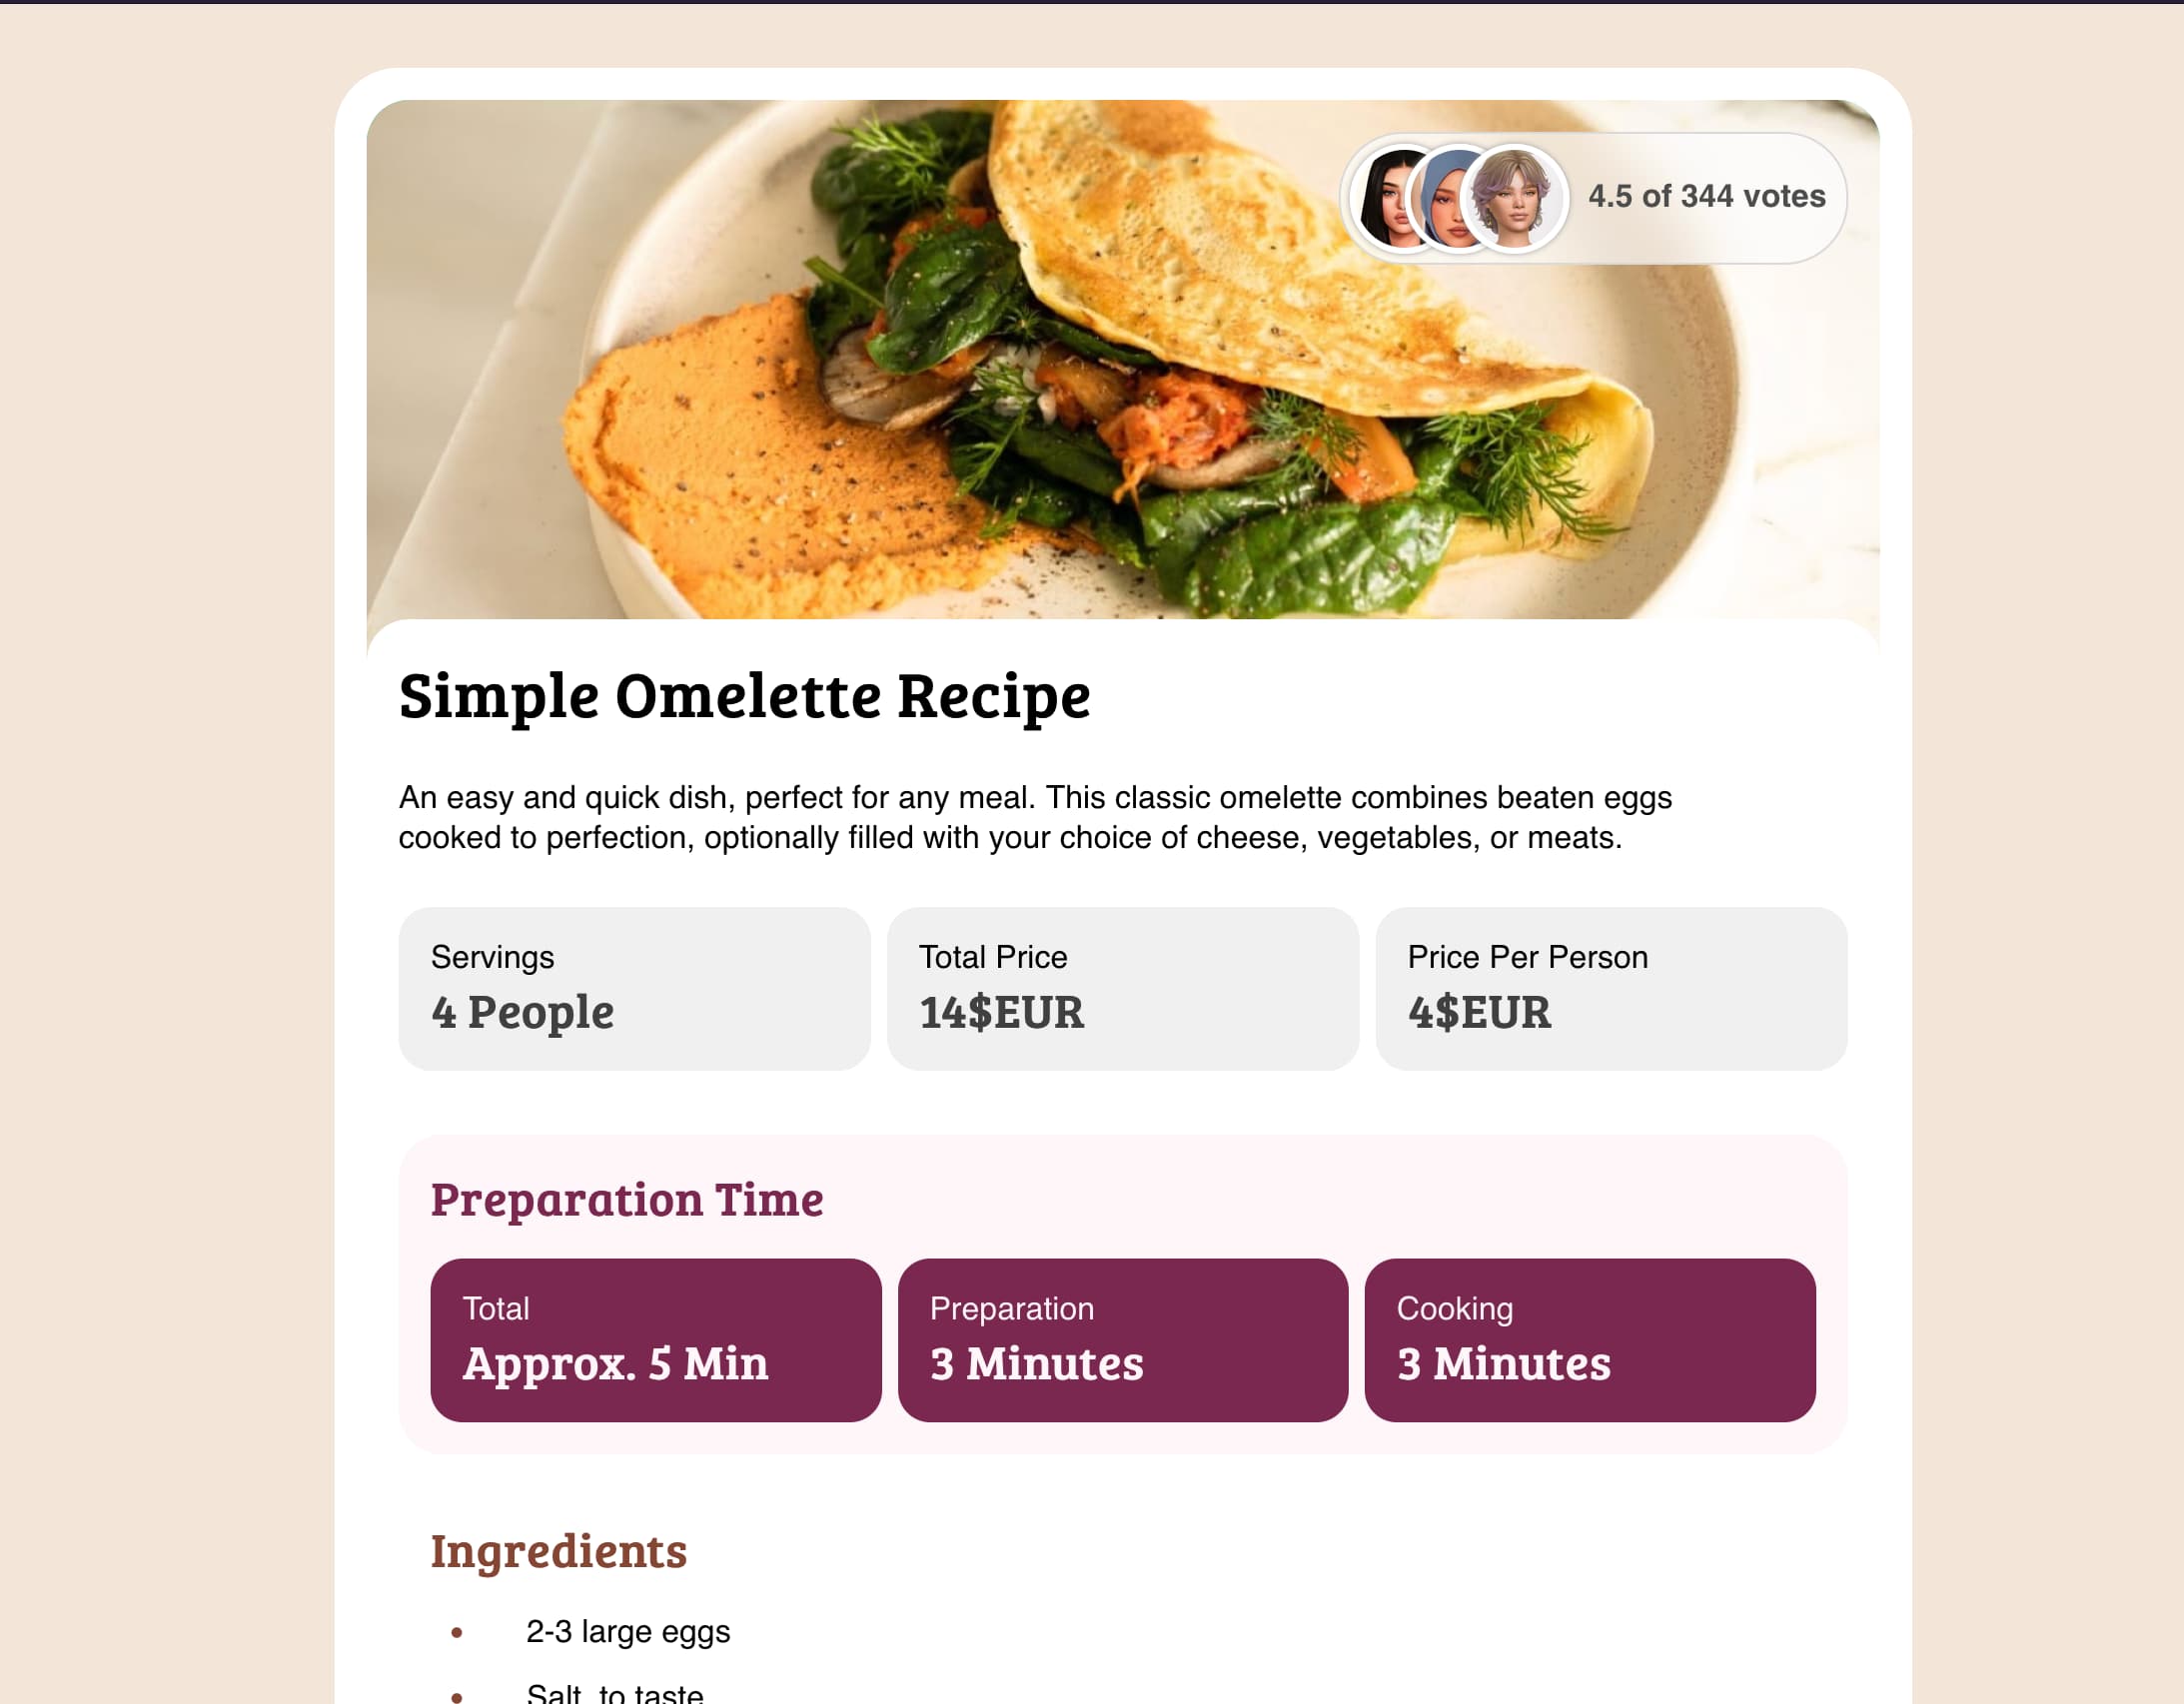 4.5 of 344 votes
Simple Omelette Recipe
An easy and quick dish, perfect for any meal. This classic omelette combines beaten eggs
cooked to perfection, optionally filled with your choice of cheese, vegetables, or meats.
Servings
4 People
Total Price
14$EUR
Price Per Person
4$EUR
Preparation Time
Total
Approx. 5 Min
Preparation
3 Minutes
Cooking
3 Minutes
Ingredients
• 2-3 large eggs
• Salt, to taste